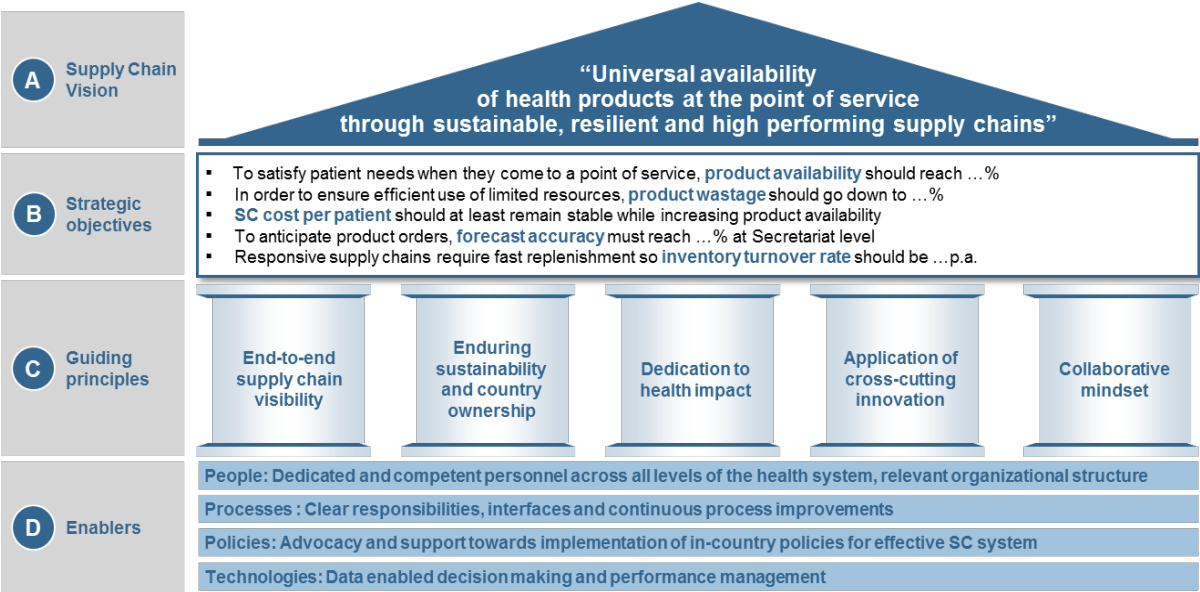 A
Supply Chain
Vision
“Universal availability
of health products at the point of service
through sustainable, resilient and high performing supply chains”
B
Strategic
objectives
▪ To satisfy patient needs when they come to a point of service, product availability should reach …%
▪ In order to ensure efficient use of limited resources, product wastage should go down to …%
▪ SC cost per patient should at least remain stable while increasing product availability
▪ To anticipate product orders, forecast accuracy must reach …% at Secretariat level
▪ Responsive supply chains require fast replenishment so inventory turnover rate should be …p.a.
C
Guiding
principles
End-to-end
supply chain
visibility
Enduring
sustainability
and country
ownership
Dedication to
health impact
Application of
cross-cutting
innovation
Collaborative
mindset
D
Enablers
People: Dedicated and competent personnel across all levels of the health system, relevant organizational structure
Processes : Clear responsibilities, interfaces and continuous process improvements
Policies: Advocacy and support towards implementation of in-country policies for effective SC system
Technologies: Data enabled decision making and performance management